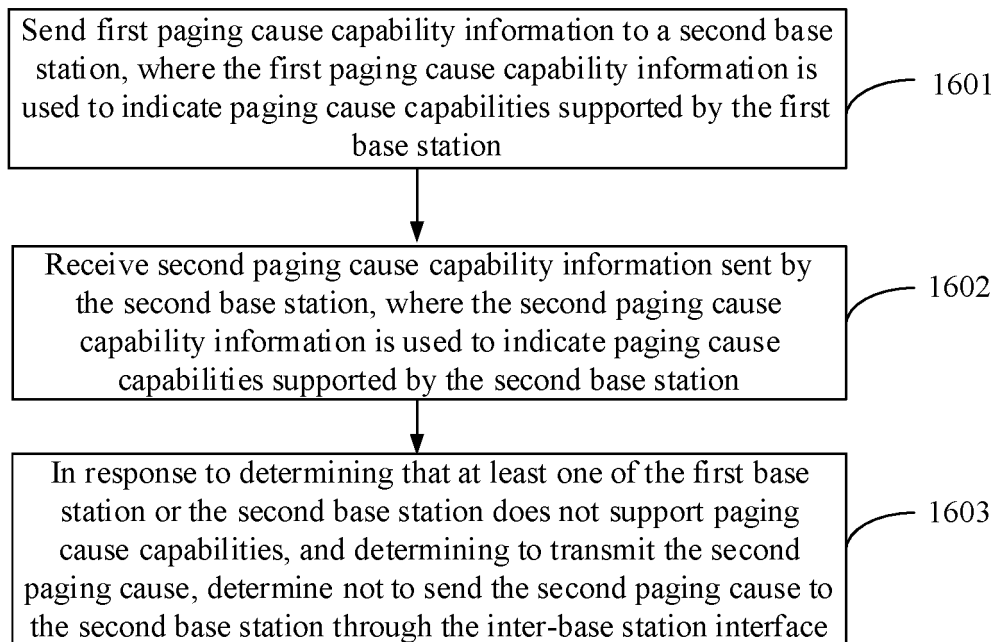 Send first paging cause capability information to a second base
station, where the first paging cause capability information is
used to indicate paging cause capabilities supported by the first
base station
1601
Receive second paging cause capability information sent by
the second base station, where the second paging cause
capability information is used to indicate paging cause
capabilities supported by the second base station
1602
In response to determining that at least one of the first base
station or the second base station does not support paging
cause capabilities, and determining to transmit the second
paging cause, determine not to send the second paging cause to
the second base station through the inter-base station interface
1603